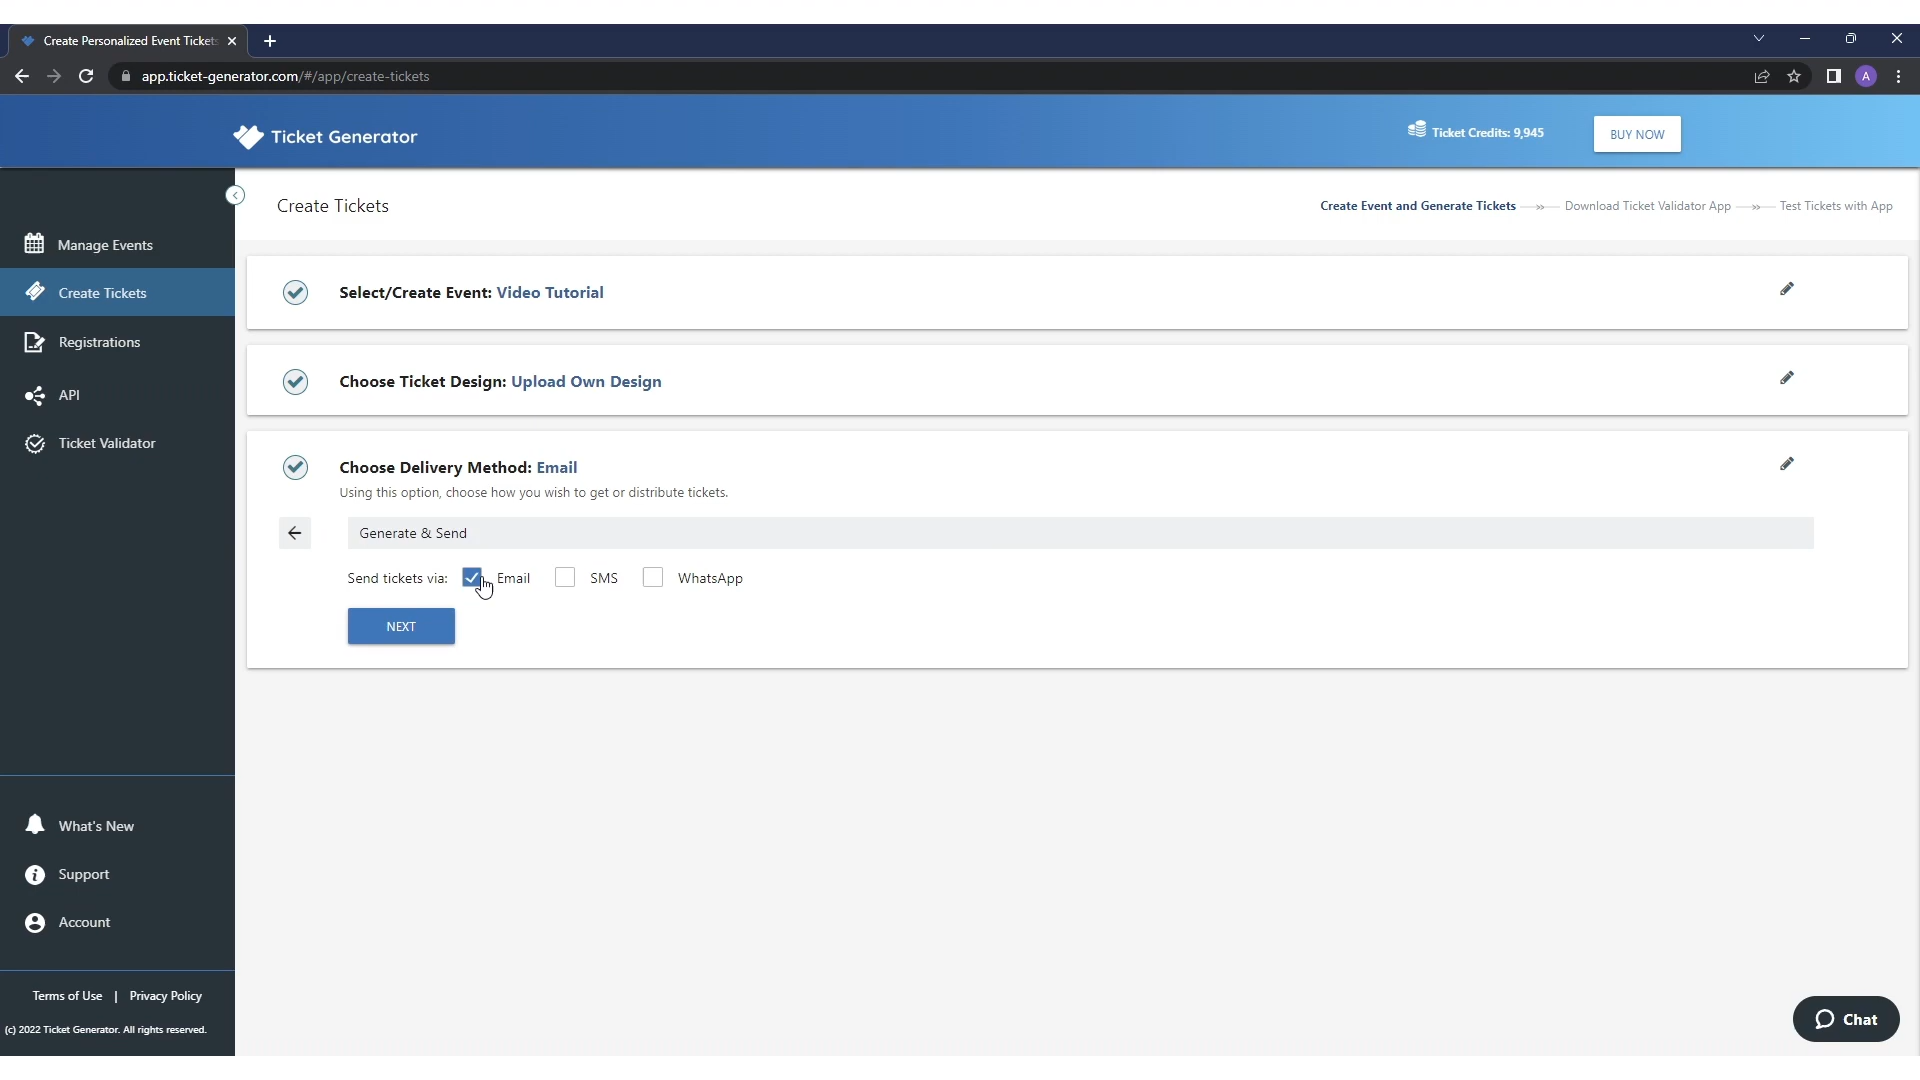 Create Personalized Event Tickets
app.ticket-generator.com/#/app/create-tickets
A
Ticket Generator
Ticket Credits: 9,945
BUY NOW
Create Tickets
Create Event and Generate Tickets
Download Ticket Validator App
Test Tickets with App
Manage Events
Create Tickets
Registrations
API
Ticket Validator
Select/Create Event: Video Tutorial
Choose Ticket Design: Upload Own Design
Choose Delivery Method: Email
Using this option, choose how you wish to get or distribute tickets.
Generate & Send
Send tickets via: Email SMS WhatsApp
NEXT
What's New
Support
Account
Terms of Use | Privacy Policy
(c) 2022 Ticket Generator. All rights reserved.
Chat